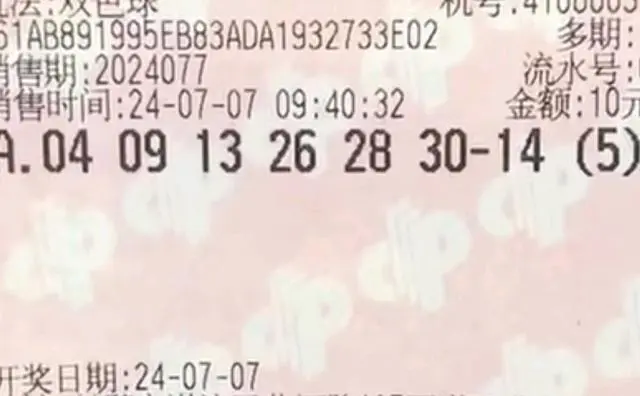 玩法:双色球 机号:4100005
61AB891995EB83ADA1932733E02 多期:
销售期:2024077 流水号:
销售时间:24-07-07 09:40:32 金额:10元
A.04 09 13 26 28 30-14 (5)
开奖日期:24-07-07